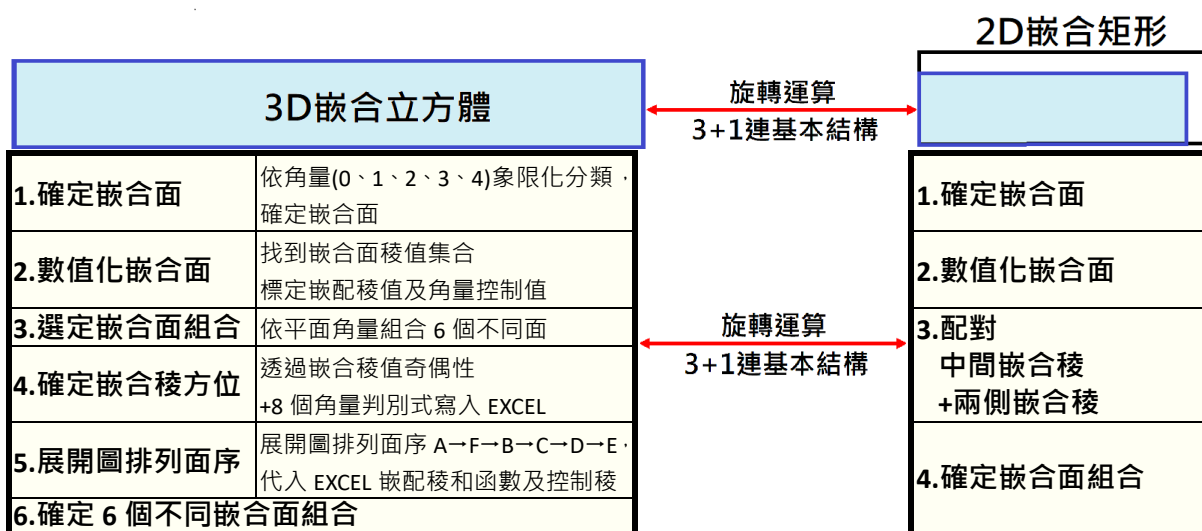 2D嵌合矩形
3D嵌合立方體
旋轉運算
3+1連基本結構
1.確定嵌合面
依角量(0、1、2、3、4)象限化分類，
確定嵌合面
2.數值化嵌合面
找到嵌合面稜值集合
標定嵌配稜值及角量控制值
3.選定嵌合面組合
依平面角量組合 6 個不同面
4.確定嵌合稜方位
透過嵌合稜值奇偶性
+8 個角量判別式寫入 EXCEL
5.展開圖排列面序
展開圖排列面序 A→F→B→C→D→E，
代入 EXCEL 嵌配稜和函數及控制稜
6.確定 6 個不同嵌合面組合
旋轉運算
3+1連基本結構
1.確定嵌合面
2.數值化嵌合面
3.配對
中間嵌合稜
+兩側嵌合稜
4.確定嵌合面組合